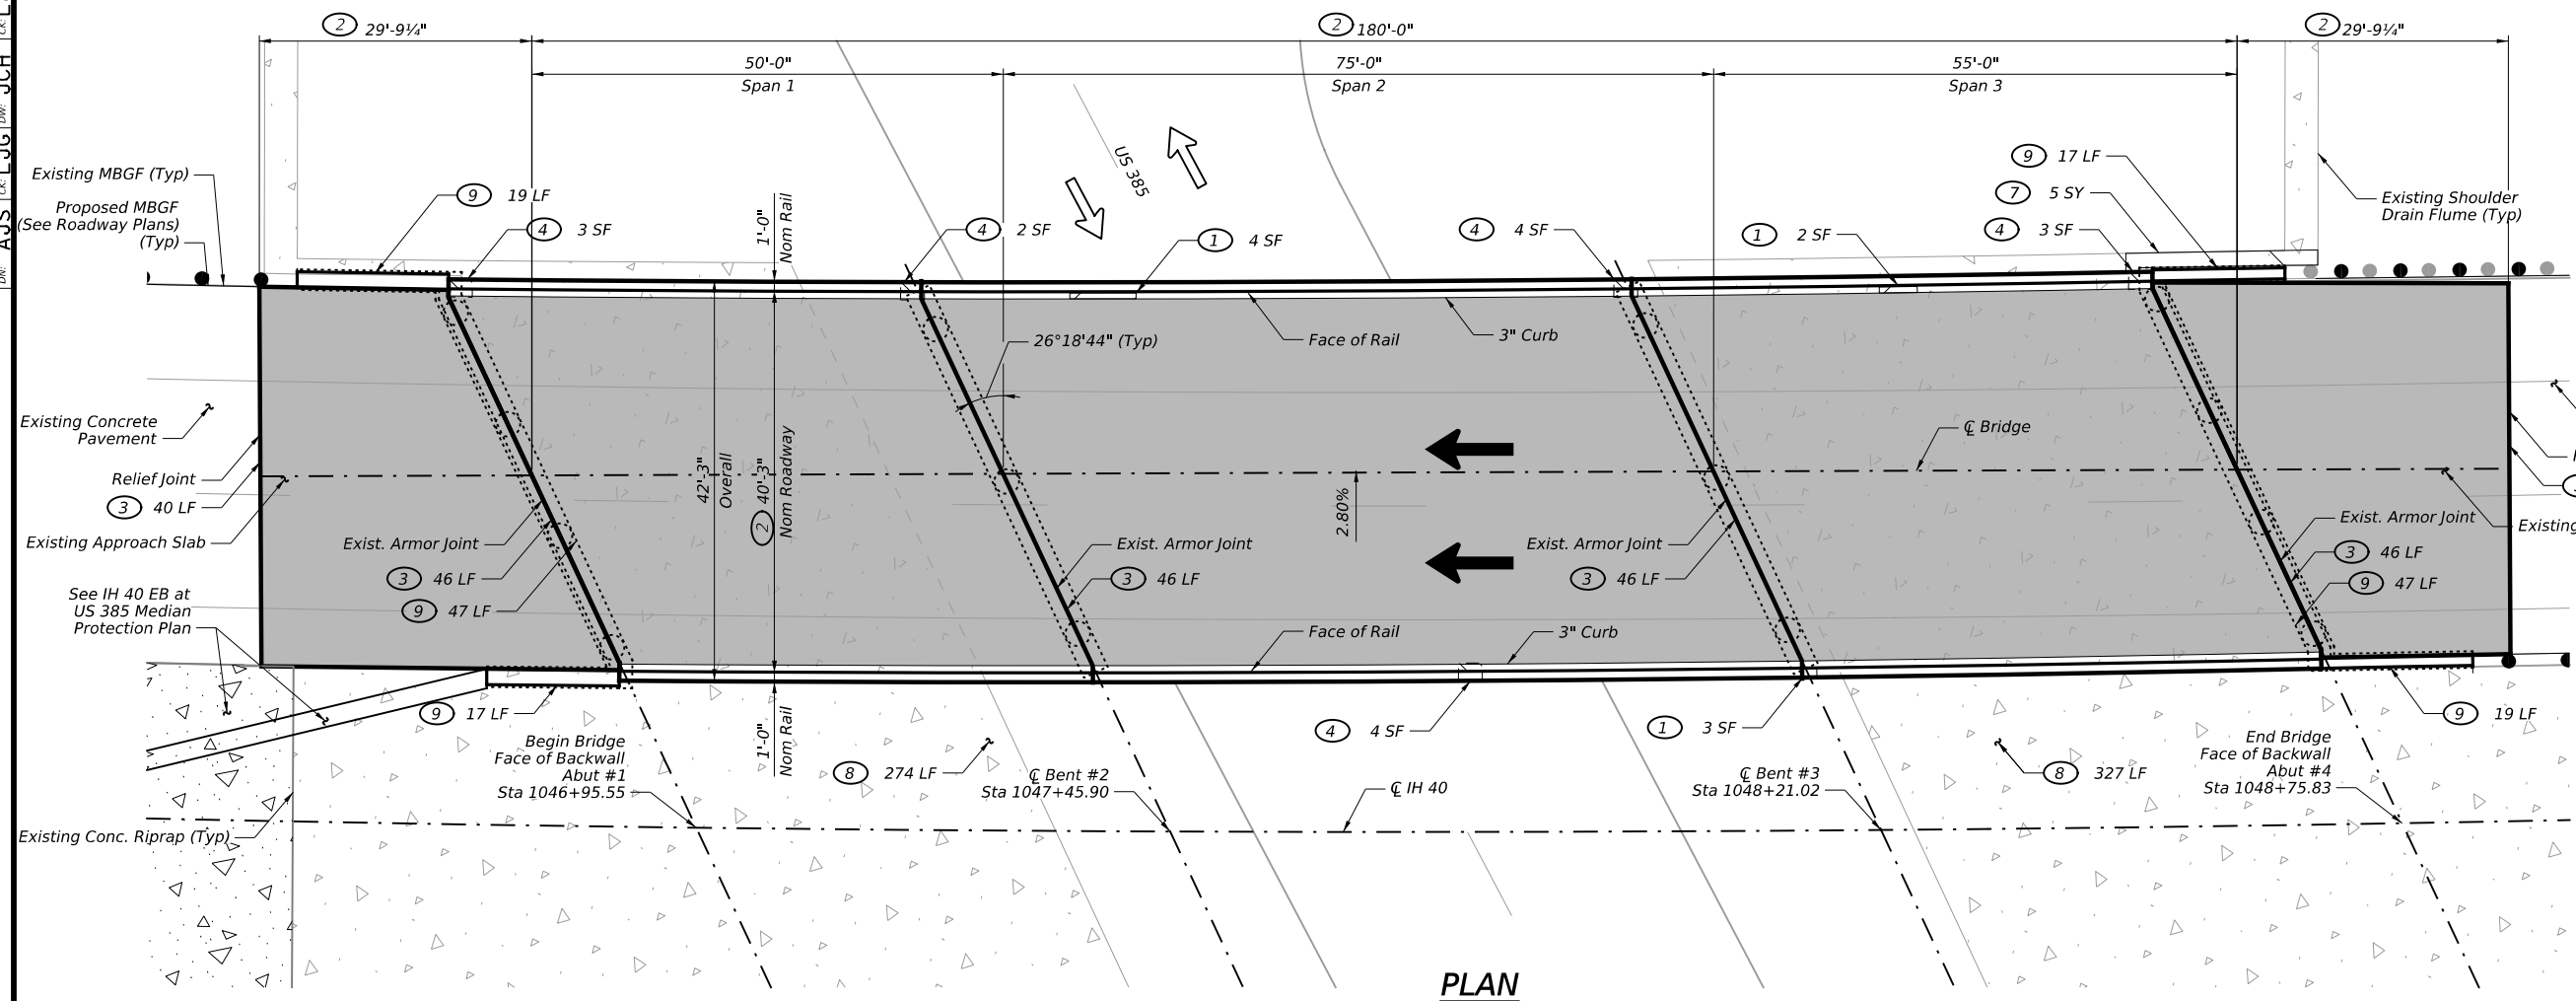 2 29'-9¼"
2 180'-0"
2 29'-9¼"
50'-0"
Span 1
75'-0"
Span 2
55'-0"
Span 3
DN: AJS CK: LJG DW: JCH CK:
Existing MBGF (Typ)
Proposed MBGF
(See Roadway Plans)
(Typ)
9 19 LF
4 3 SF
1'-0"
Nom Rail
US 385
4 2 SF
1 4 SF
4 4 SF
1 2 SF
9 17 LF
7 5 SY
4 3 SF
Existing Shoulder
Drain Flume (Typ)
26°18'44" (Typ)
Face of Rail
3" Curb
Existing Concrete
Pavement
Relief Joint
3 40 LF
Existing Approach Slab
42'-3"
Overall
2 40'-3"
Nom Roadway
℄ Bridge
2.80%
Exist. Armor Joint
3 46 LF
9 47 LF
Exist. Armor Joint
3 46 LF
Exist. Armor Joint
3 46 LF
Exist. Armor Joint
3 46 LF
9 47 LF
Existing
See IH 40 EB at
US 385 Median
Protection Plan
Face of Rail
3" Curb
9 17 LF
1'-0"
Nom Rail
Begin Bridge
Face of Backwall
Abut #1
Sta 1046+95.55
8 274 LF
℄ Bent #2
Sta 1047+45.90
4 4 SF
℄ IH 40
1 3 SF
℄ Bent #3
Sta 1048+21.02
8 327 LF
End Bridge
Face of Backwall
Abut #4
Sta 1048+75.83
9 19 LF
Existing Conc. Riprap (Typ)
PLAN